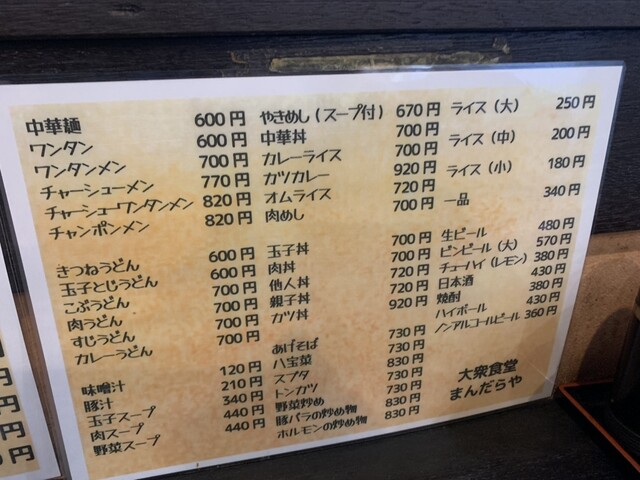 中華麺 600円
ワンタン 600円
ワンタンメン 700円
チャーシューメン 770円
チャーシューワンタンメン 820円
チャンポンメン 820円
きつねうどん 600円
玉子とじうどん 600円
こぶうどん 700円
肉うどん 700円
すじうどん 700円
カレーうどん 700円
味噌汁 120円
豚汁 210円
玉子スープ 340円
肉スープ 440円
野菜スープ 440円
やきめし（スープ付） 670円
中華丼 700円
カレーライス 700円
カツカレー 920円
オムライス 720円
肉めし 700円
玉子丼 700円
肉丼 700円
他人丼 720円
親子丼 720円
カツ丼 920円
あげそば 730円
八宝菜 730円
スブタ 830円
トンカツ 730円
野菜炒め 730円
豚バラの炒め物 830円
ホルモンの炒め物 830円
ライス（大） 250円
ライス（中） 200円
ライス（小） 180円
一品 340円
生ビール 480円
ビンビール（大） 570円
チューハイ（レモン） 380円
日本酒 430円
焼酎 380円
ハイボール 430円
ノンアルコールビール 360円
大衆食堂
まんだらや